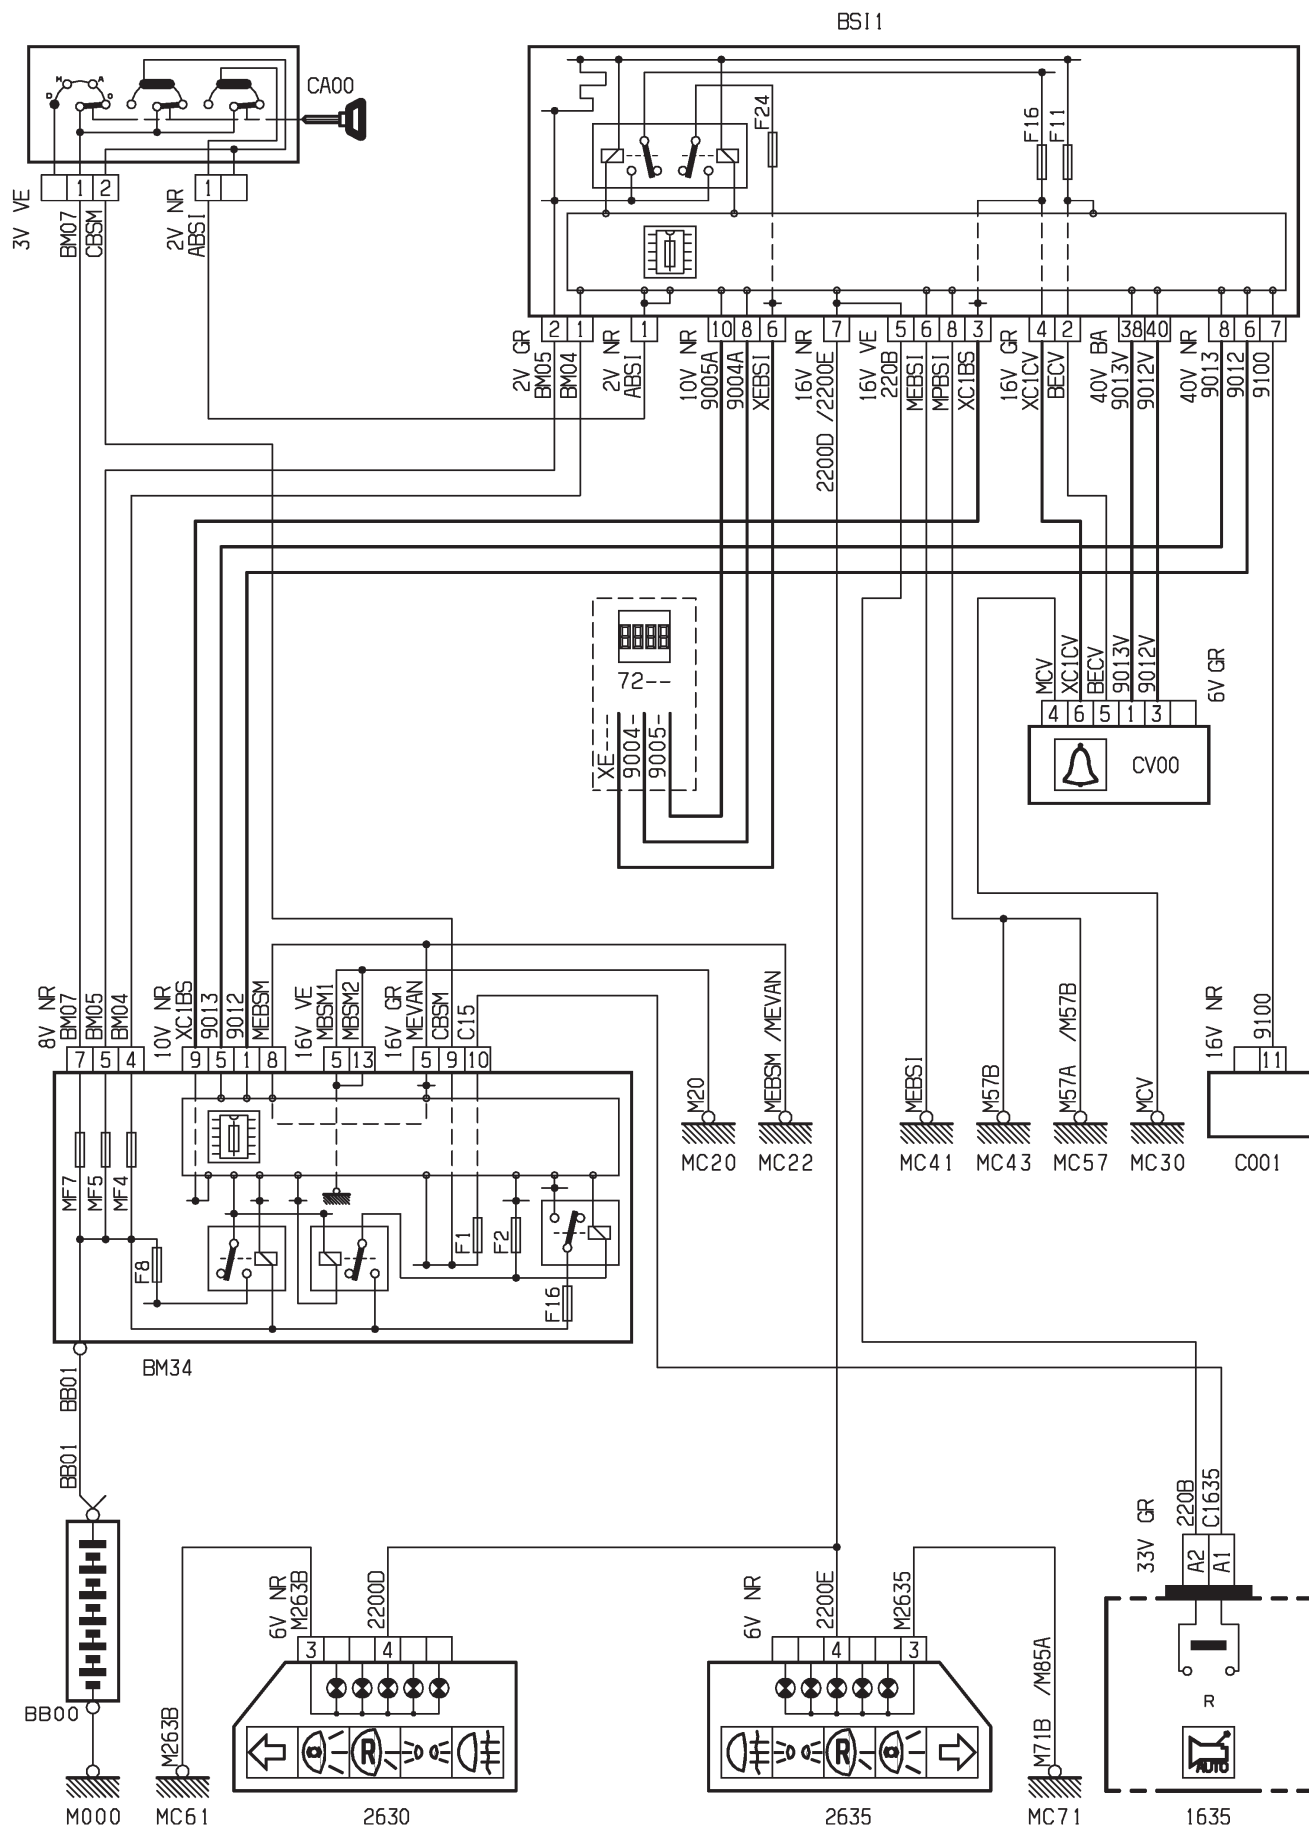 BSI1
CA00
M
A
D
O
F24
F16
F11
1
2
1
3V VE
BM07
CBSM
2V NR
ABSI
2
1
1
10
8
6
7
5
6
8
3
4
2
38
40
8
6
7
2V GR
BM05
BM04
2V NR
ABSI
10V NR
9005A
9004A
XEBSI
16V NR
2200D /2200E
16V VE
220B
MEBSI
MPBSI
XC1BS
16V GR
XC1CV
BECV
40V BA
9013V
9012V
40V NR
9013
9012
9100
72--
XE----
9004-
9005-
MCV
XC1CV
BECV
9013V
9012V
6V GR
4
6
5
1
3
CV00
8V NR
BM07
BM05
BM04
10V NR
XC1BS
9013
9012
MEBSM
16V VE
MBSM1
MBSM2
16V GR
MEVAN
CBSM
C15
7
5
4
9
5
1
8
5
13
5
9
10
M20
MEBSM /MEVAN
MEBSI
M57B
M57A /M57B
MCV
16V NR
9100
11
MC20
MC22
MC41
MC43
MC57
MC30
C001
MF7
MF5
MF4
F8
F1
F2
F16
BM34
BB01
BB01
BB00
M000
M263B
MC61
6V NR
M263B
2200D
3
4
R
2630
6V NR
2200E
M2635
4
3
R
2635
M71B /M85A
MC71
33V GR
220B
C1635
A2
A1
R
AUTO
1635